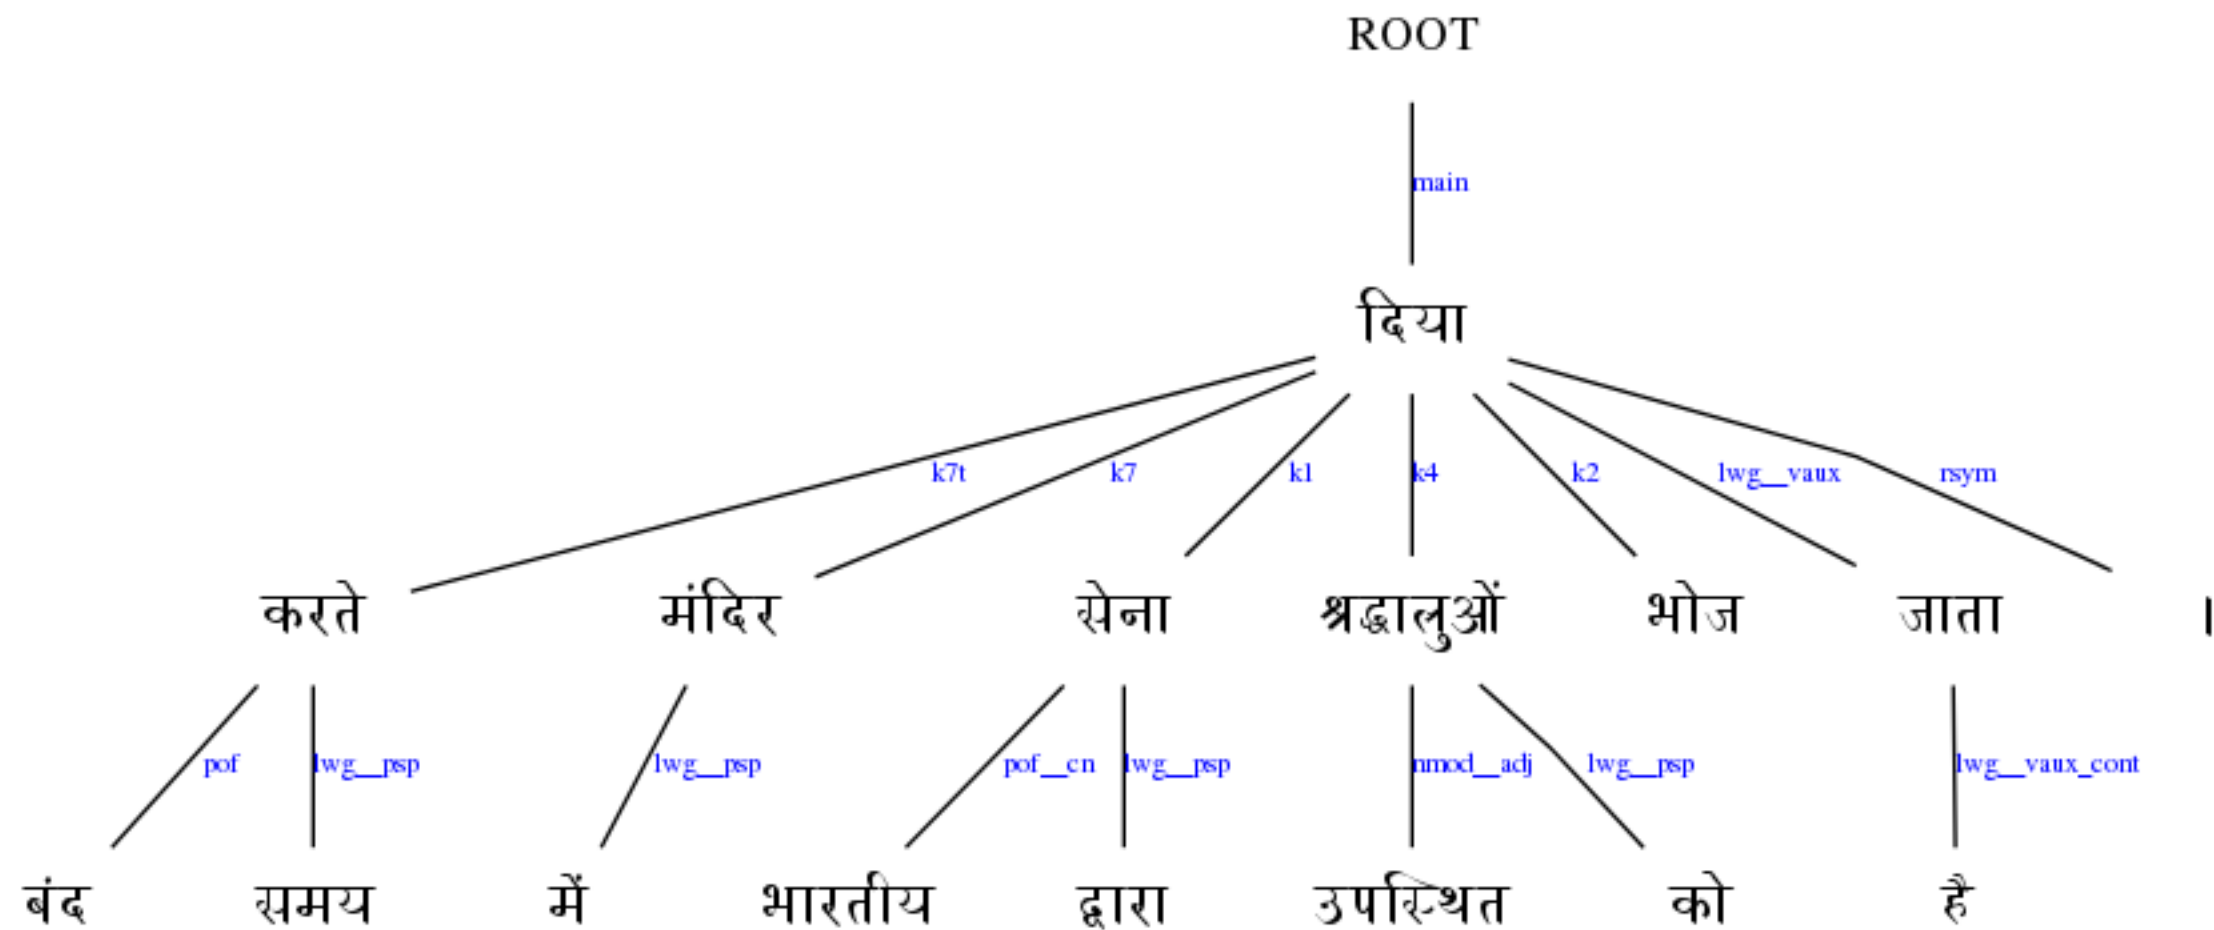 ROOT
main
दिया
k7t k7 k1 k4 k2 lwg__vaux rsym
करते मंदिर सेना श्रद्धालुओं भोज जाता ।
pof lwg__psp lwg__psp pof__cn lwg__psp nmod__adj lwg__psp lwg__vaux_cont
बंद समय में भारतीय द्वारा उपस्थित को है